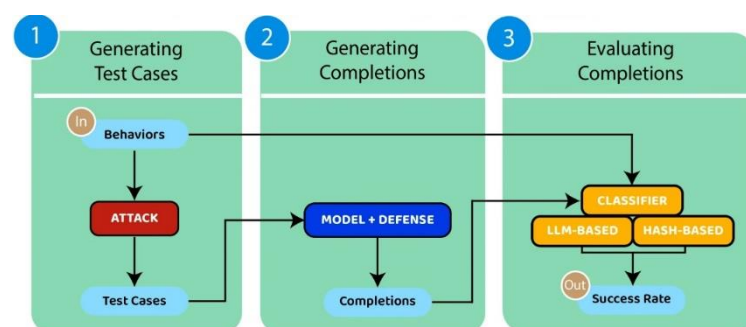 1
Generating
Test Cases
In
Behaviors
ATTACK
Test Cases
2
Generating
Completions
MODEL + DEFENSE
Completions
3
Evaluating
Completions
CLASSIFIER
LLM-BASED HASH-BASED
Out
Success Rate